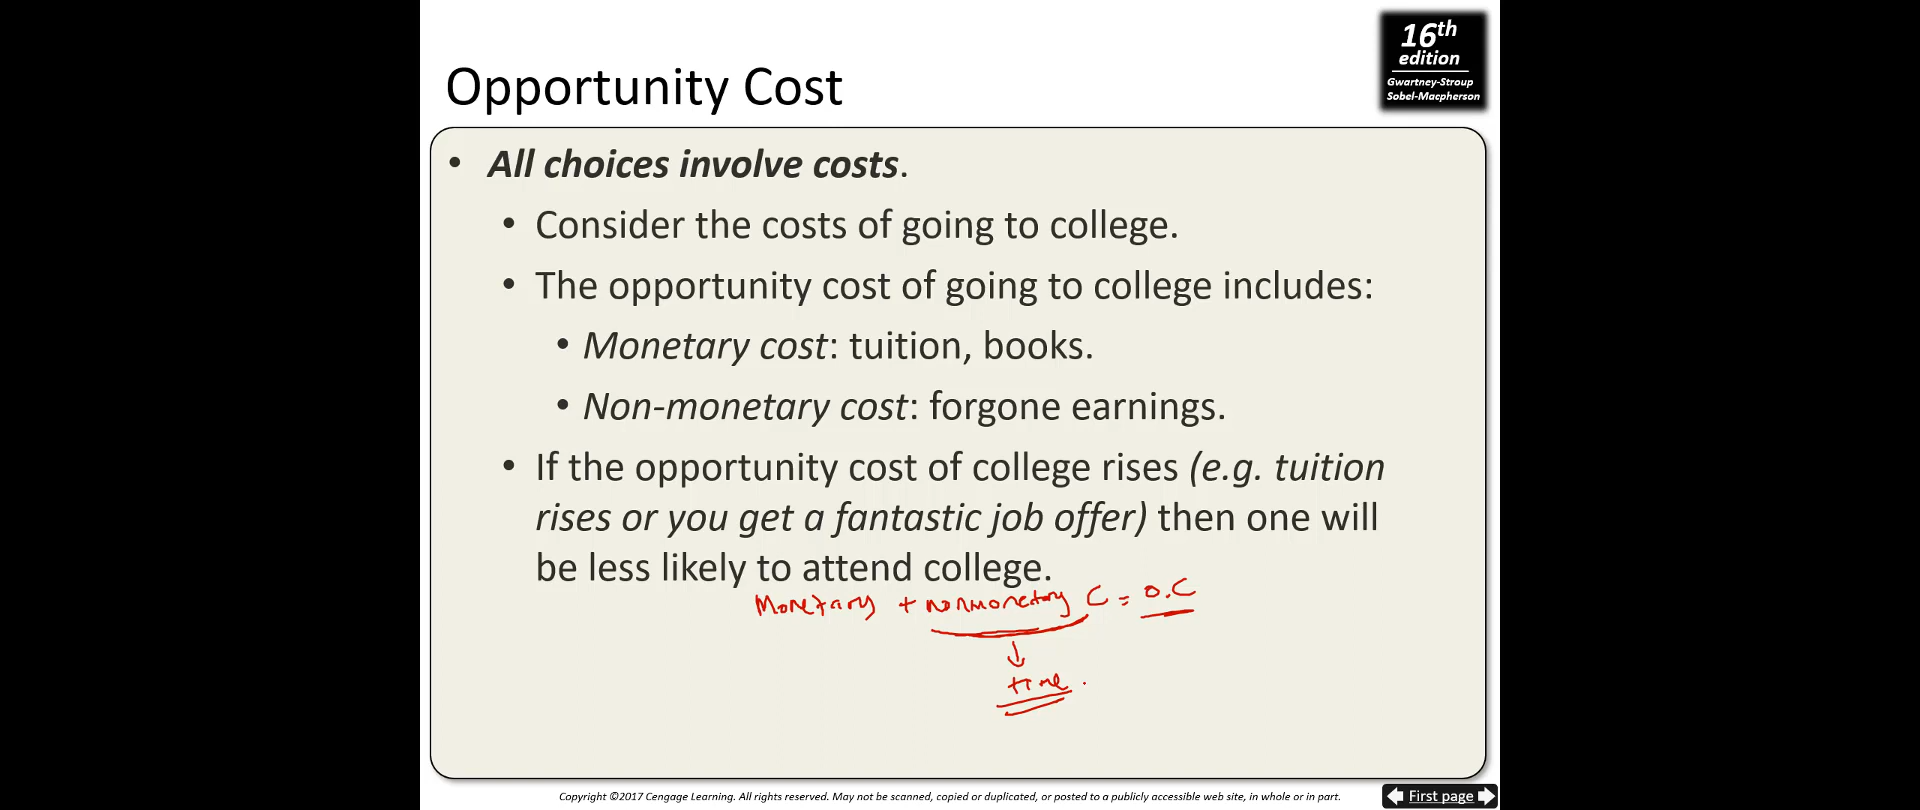 16th
edition
Gwartney-Stroup
Sobel-Macpherson
Opportunity Cost
• All choices involve costs.
• Consider the costs of going to college.
• The opportunity cost of going to college includes:
• Monetary cost: tuition, books.
• Non-monetary cost: forgone earnings.
• If the opportunity cost of college rises (e.g. tuition
rises or you get a fantastic job offer) then one will
be less likely to attend college.
Monetary + nonmonetary C = O.C
↓
time.
Copyright ©2017 Cengage Learning. All rights reserved. May not be scanned, copied or duplicated, or posted to a publicly accessible web site, in whole or in part.
First page